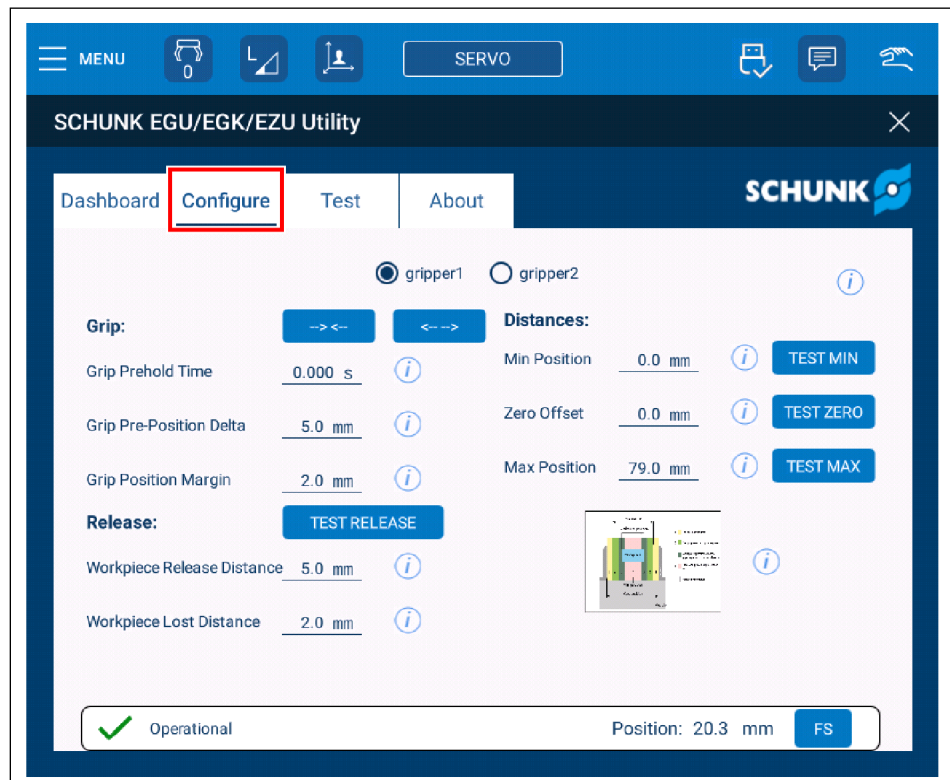 MENU
0
L
SERVO
SCHUNK EGU/EGK/EZU Utility
Dashboard Configure Test About
SCHUNK
gripper1 gripper2
i
Grip: --> <-- <-- -->
Distances:
Grip Prehold Time 0.000 s i
Min Position 0.0 mm i TEST MIN
Grip Pre-Position Delta 5.0 mm i
Zero Offset 0.0 mm i TEST ZERO
Grip Position Margin 2.0 mm i
Max Position 79.0 mm i TEST MAX
Release: TEST RELEASE
Workpiece Release Distance 5.0 mm i
i
Workpiece Lost Distance 2.0 mm i
Operational Position: 20.3 mm FS